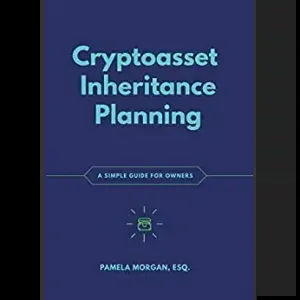 Cryptoasset
Inheritance
Planning
A SIMPLE GUIDE FOR OWNERS
PAMELA MORGAN, ESQ.